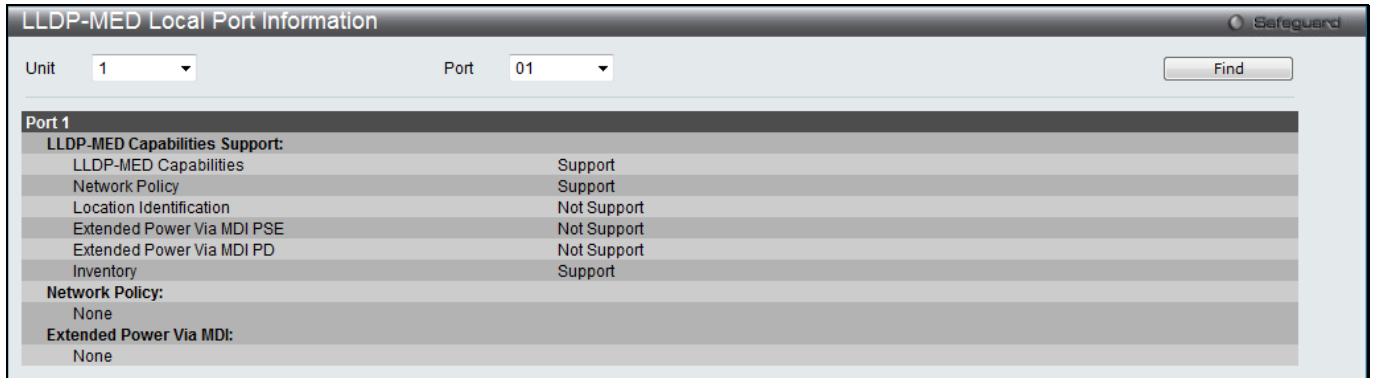 LLDP-MED Local Port Information Safeguard
Unit 1 Port 01 Find
Port 1
LLDP-MED Capabilities Support:
LLDP-MED Capabilities Support
Network Policy Support
Location Identification Not Support
Extended Power Via MDI PSE Not Support
Extended Power Via MDI PD Not Support
Inventory Support
Network Policy:
None
Extended Power Via MDI:
None